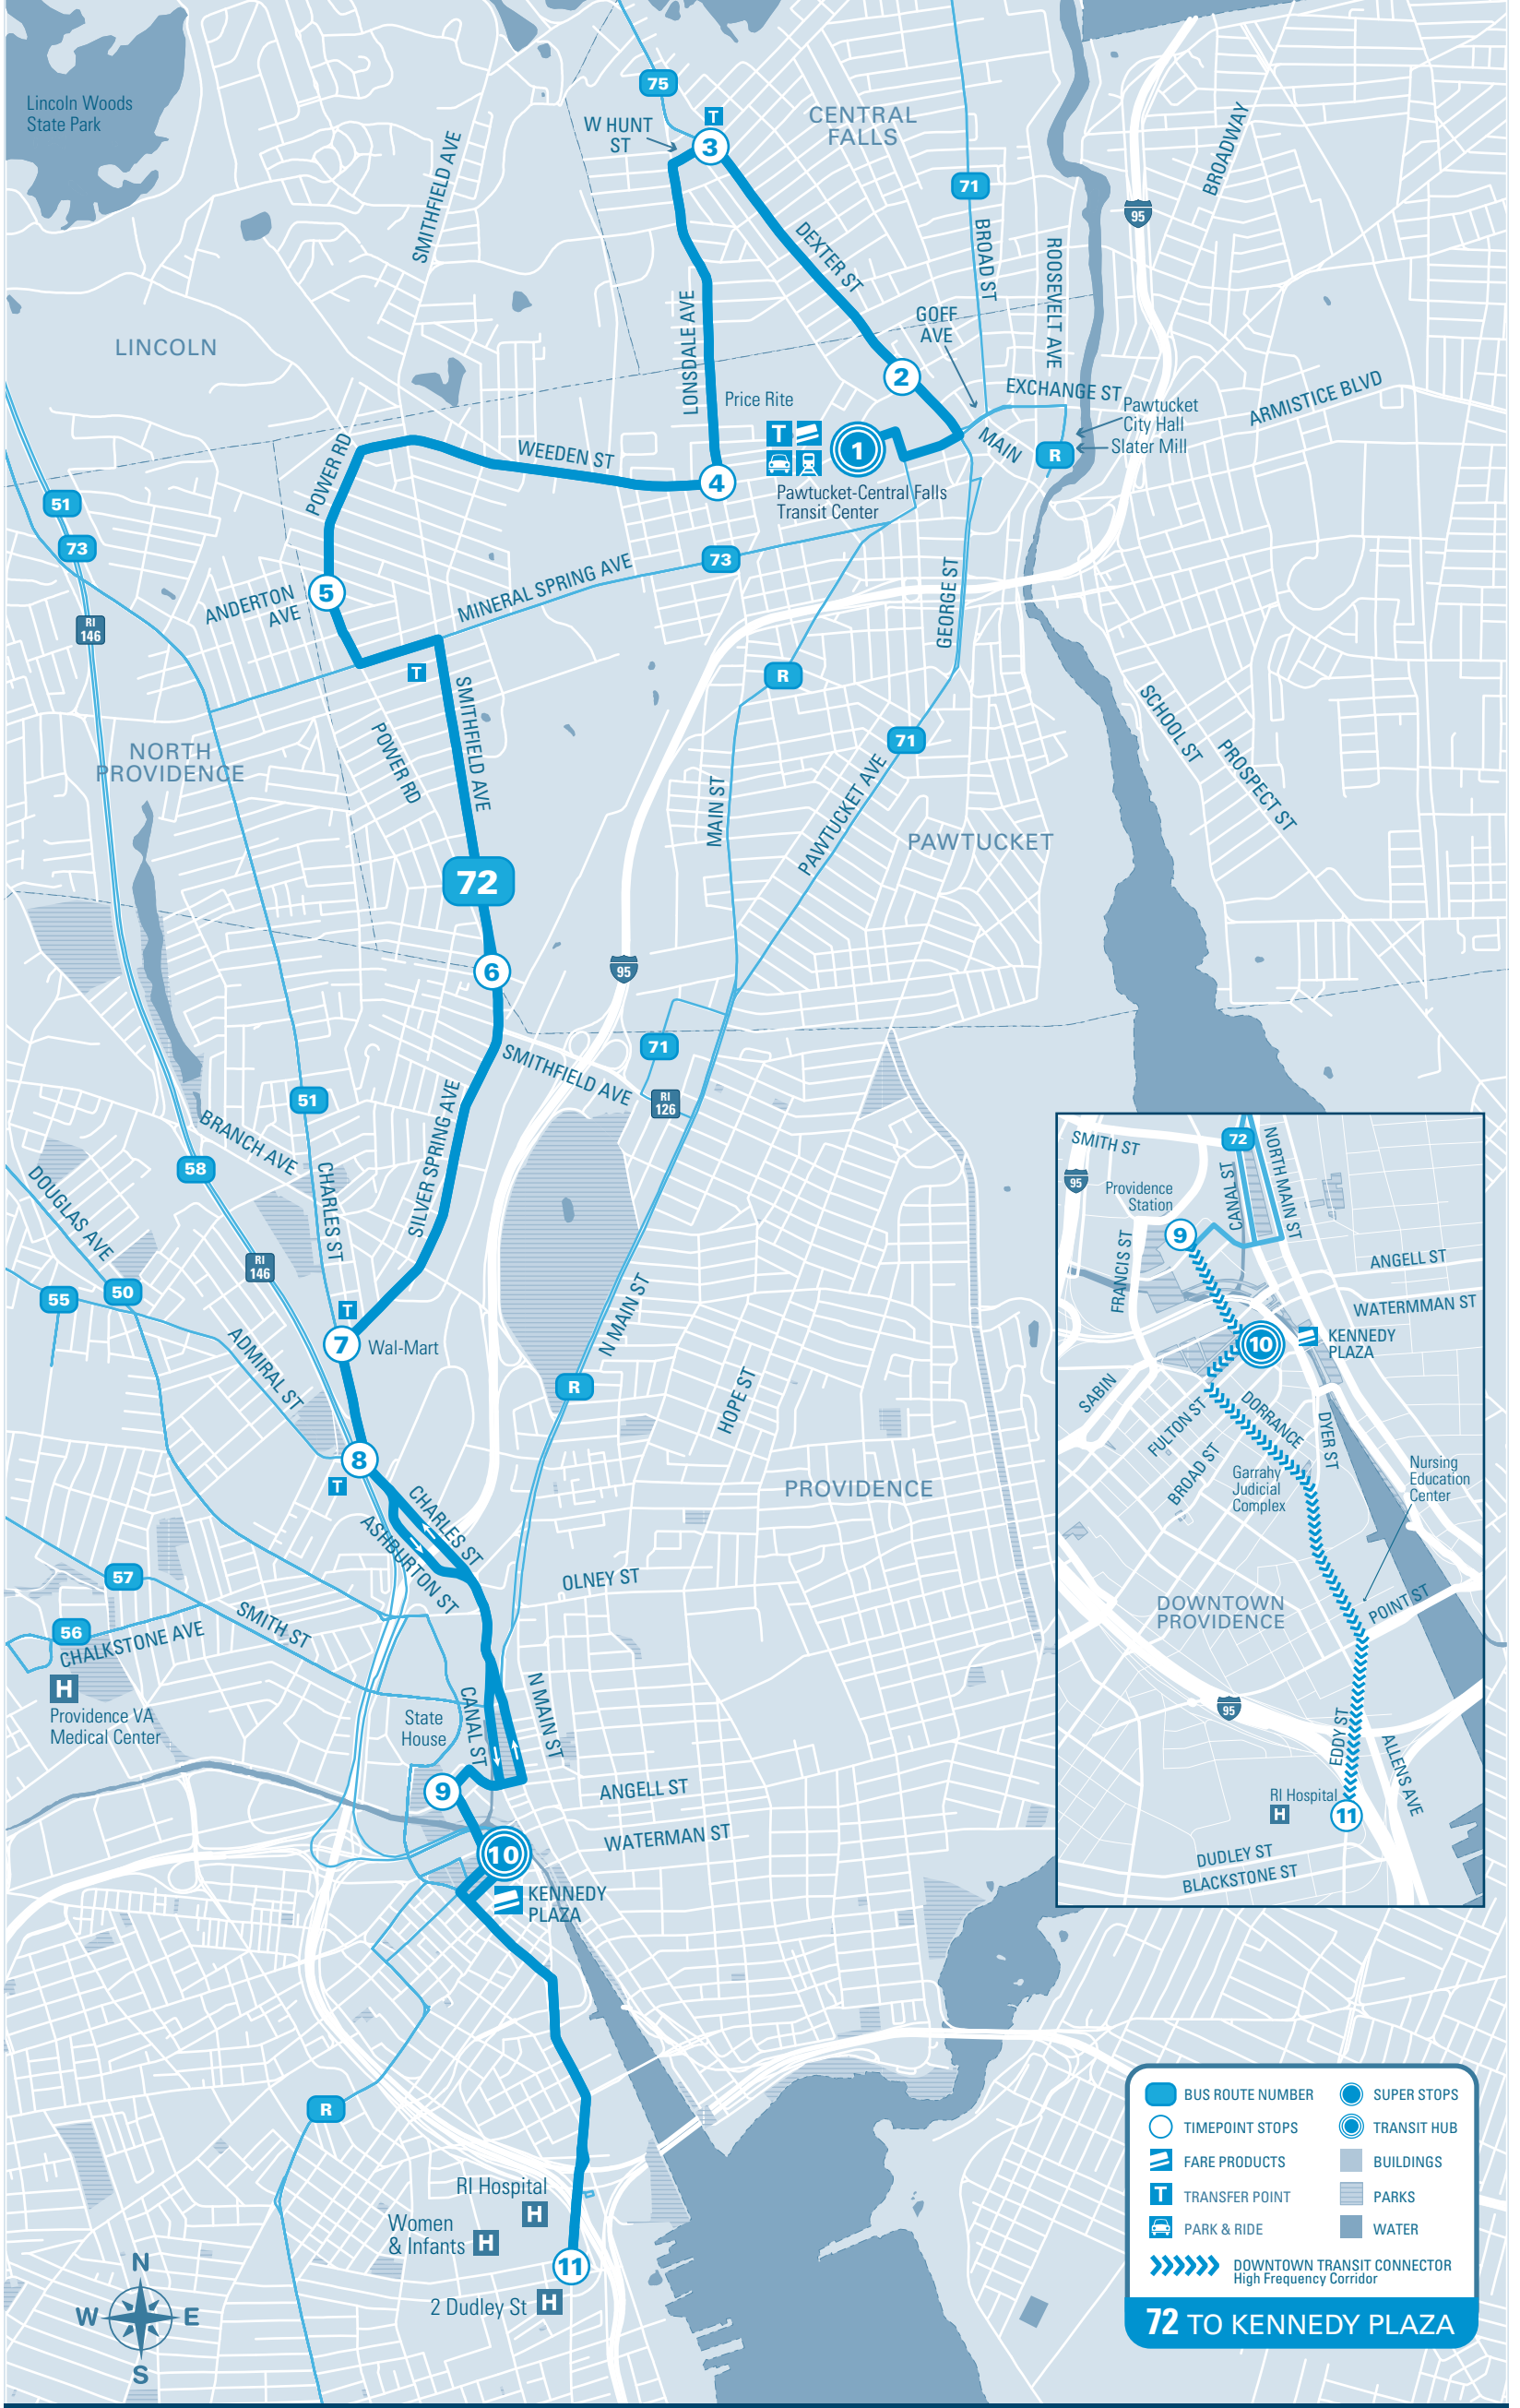 Lincoln Woods
State Park
SMITHFIELD AVE
75
T
W HUNT
ST
3
CENTRAL
FALLS
71
BROAD ST
ROOSEVELT AVE
95
BROADWAY
DEXTER ST
LINCOLN
LONSDALE AVE
GOFF
AVE
2
EXCHANGE ST
ARMISTICE BLVD
Price Rite
Pawtucket
City Hall
Slater Mill
MAIN
R
T
1
Pawtucket-Central Falls
Transit Center
POWER RD
WEEDEN ST
4
51
73
73
MINERAL SPRING AVE
GEORGE ST
5
ANDERTON
AVE
RI
146
T
R
SMITHFIELD AVE
POWER RD
SCHOOL ST
PROSPECT ST
71
NORTH
PROVIDENCE
MAIN ST
PAWTUCKET AVE
PAWTUCKET
72
6
95
71
SMITHFIELD AVE
RI
126
51
BRANCH AVE
58
CHARLES ST
SILVER SPRING AVE
DOUGLAS AVE
RI
146
55
50
T
7
Wal-Mart
N MAIN ST
ADMIRAL ST
R
HOPE ST
8
T
PROVIDENCE
CHARLES ST
ASHBURTON ST
57
OLNEY ST
56
CHALKSTONE AVE
SMITH ST
H
Providence VA
Medical Center
State
House
CANAL ST
N MAIN ST
9
ANGELL ST
WATERMAN ST
10
KENNEDY
PLAZA
R
RI Hospital
H
Women
& Infants
H
11
2 Dudley St
H
N
W
E
S
SMITH ST
72
NORTH MAIN ST
CANAL ST
95
Providence
Station
9
FRANCIS ST
ANGELL ST
WATERMMAN ST
10
KENNEDY
PLAZA
SABIN
FULTON ST
DORRANCE
DYER ST
BROAD ST
Garrahy
Judicial
Complex
Nursing
Education
Center
DOWNTOWN
PROVIDENCE
POINT ST
95
EDDY ST
ALLENS AVE
RI Hospital
H
11
DUDLEY ST
BLACKSTONE ST
BUS ROUTE NUMBER
SUPER STOPS
TIMEPOINT STOPS
TRANSIT HUB
FARE PRODUCTS
BUILDINGS
T
TRANSFER POINT
PARKS
PARK & RIDE
WATER
DOWNTOWN TRANSIT CONNECTOR
High Frequency Corridor
72 TO KENNEDY PLAZA